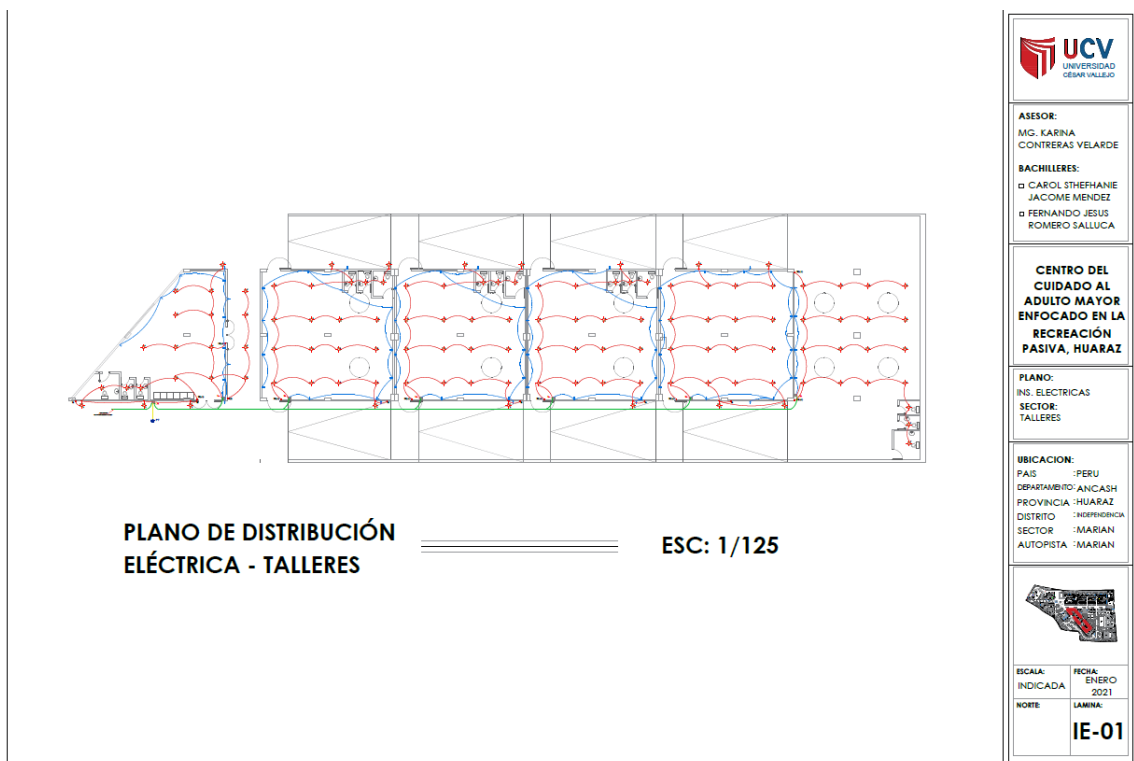 PLANO DE DISTRIBUCIÓN
ELÉCTRICA - TALLERES
ESC: 1/125
UCV
UNIVERSIDAD
CÉSAR VALLEJO
ASESOR:
MG. KARINA
CONTRERAS VELARDE
BACHILLERES:
CAROL STHEFHANIE
JACOME MENDEZ
FERNANDO JESUS
ROMERO SALLUCA
CENTRO DEL
CUIDADO AL
ADULTO MAYOR
ENFOCADO EN LA
RECREACIÓN
PASIVA, HUARAZ
PLANO:
INS. ELECTRICAS
SECTOR:
TALLERES
UBICACION:
PAIS :PERU
DEPARTAMENTO: ANCASH
PROVINCIA :HUARAZ
DISTRITO :INDEPENDENCIA
SECTOR :MARIAN
AUTOPISTA :MARIAN
ESCALA:
INDICADA
FECHA:
ENERO
2021
NORTE:
LAMINA:
IE-01